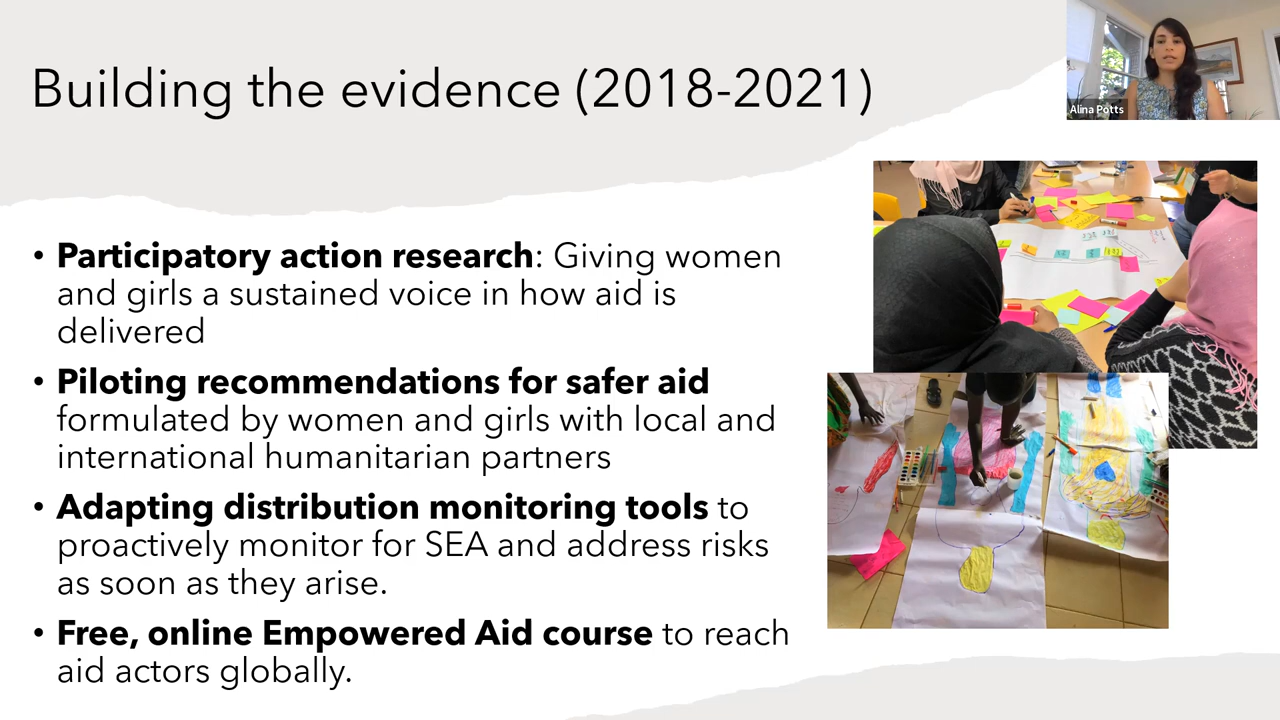 Building the evidence (2018-2021)
Alina Potts
• Participatory action research: Giving women
and girls a sustained voice in how aid is
delivered
• Piloting recommendations for safer aid
formulated by women and girls with local and
international humanitarian partners
• Adapting distribution monitoring tools to
proactively monitor for SEA and address risks
as soon as they arise.
• Free, online Empowered Aid course to reach
aid actors globally.